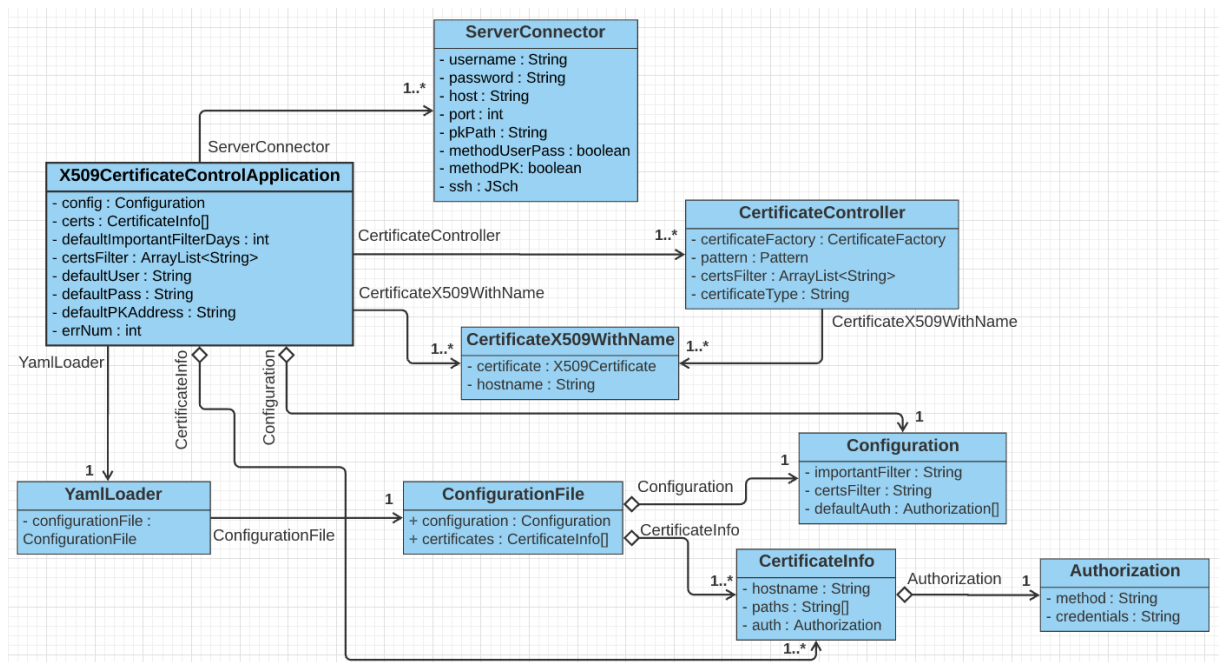 ServerConnector
- username : String
- password : String
- host : String
- port : int
- pkPath : String
- methodUserPass : boolean
- methodPK: boolean
- ssh : JSch
1..*
ServerConnector
X509CertificateControlApplication
- config : Configuration
- certs : CertificateInfo[]
- defaultImportantFilterDays : int
- certsFilter : ArrayList<String>
- defaultUser : String
- defaultPass : String
- defaultPKAddress : String
- errNum : int
CertificateController
1..*
CertificateController
- certificateFactory : CertificateFactory
- pattern : Pattern
- certsFilter : ArrayList<String>
- certificateType : String
CertificateX509WithName
1..*
CertificateX509WithName
- certificate : X509Certificate
- hostname : String
1..*
CertificateX509WithName
YamlLoader
CertificateInfo
Configuration
1
Configuration
- importantFilter : String
- certsFilter : String
- defaultAuth : Authorization[]
1
YamlLoader
- configurationFile :
ConfigurationFile
ConfigurationFile
1
ConfigurationFile
+ configuration : Configuration
+ certificates : CertificateInfo[]
Configuration
1
CertificateInfo
1..*
CertificateInfo
- hostname : String
- paths : String[]
- auth : Authorization
1..*
Authorization
1
Authorization
- method : String
- credentials : String